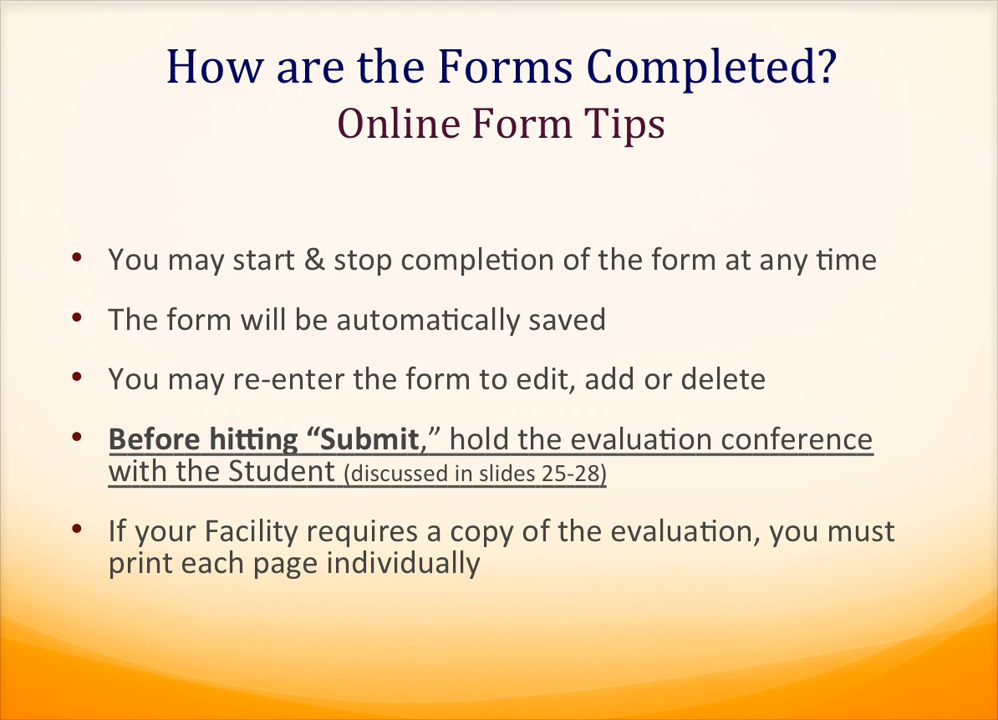 How are the Forms Completed?
Online Form Tips
• You may start & stop completion of the form at any time
• The form will be automatically saved
• You may re-enter the form to edit, add or delete
• Before hitting “Submit,” hold the evaluation conference
with the Student (discussed in slides 25-28)
• If your Facility requires a copy of the evaluation, you must
print each page individually